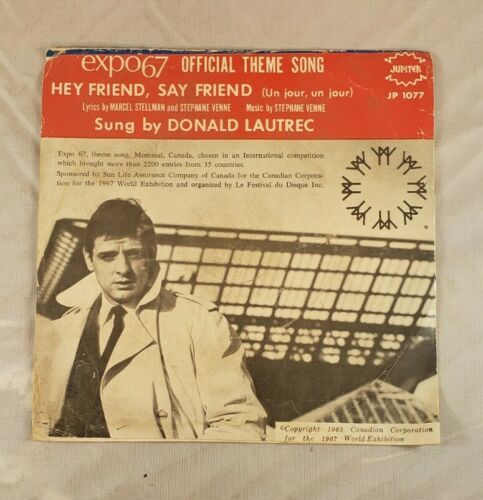 expo67 OFFICIAL THEME SONG
JUPITER
HEY FRIEND, SAY FRIEND (Un jour, un jour)
JP 1077
Lyrics by MARCEL STELLMAN and STEPHANE VENNE Music by STEPHANE VENNE
Sung by DONALD LAUTREC
Expo 67, theme song, Montreal, Canada, chosen in an International competition
which brought more than 2200 entries from 35 countries.
Sponsored by Sun Life Assurance Company of Canada for the Canadian Corpora-
tion for the 1967 World Exhibition and organized by Le Festival du Disque Inc.
®
©Copyright 1963 Canadian Corporation
for the 1967 World Exhibition